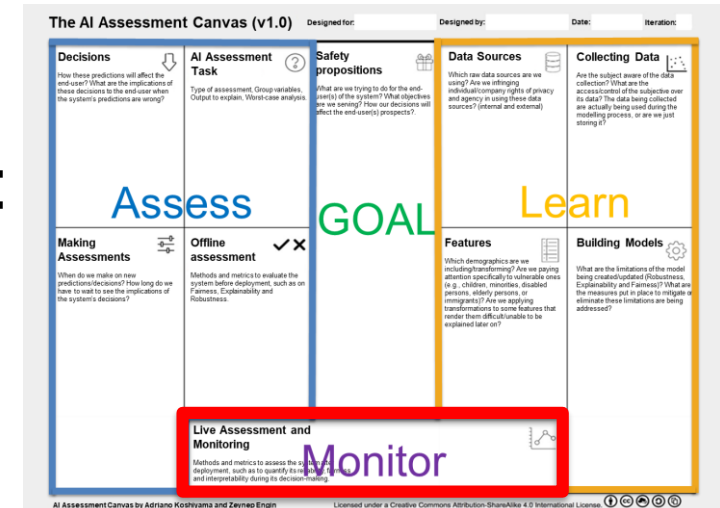 The AI Assessment Canvas (v1.0)
Designed for:
Designed by:
Date:
Iteration:
Decisions
How these predictions will affect the
end-user? What are the implications of
these decisions to the end-user when
the system's predictions are wrong?
AI Assessment
Task
Type of assessment, Group variables,
Output to explain, Worst-case analysis.
Safety
propositions
What are we trying to do for the end-
user(s) of the system? What objectives
are we serving? How our decisions will
affect the end-user(s) prospects?.
Data Sources
Which raw data sources are we
using? Are we infringing
individual/company rights of privacy
and agency in using these data
sources? (internal and external)
Collecting Data
Are the subject aware of the data
collection? What are the
access/control of the subjective over
its data? The data being collected
are actually being used during the
modelling process, or are we just
storing it?
Assess
GOAL
Learn
Making
Assessments
When do we make on new
predictions/decisions? How long do we
have to wait to see the implications of
the system's decisions?
Offline
assessment
Methods and metrics to evaluate the
system before deployment, such as on
Fairness, Explainability and
Robustness.
Features
Which demographics are we
including/transforming? Are we paying
attention specifically to vulnerable ones
(e.g., children, minorities, disabled
persons, elderly persons, or
immigrants)? Are we applying
transformations to some features that
render them difficult/unable to be
explained later on?
Building Models
What are the limitations of the model
being created/updated (Robustness,
Explainability and Fairness)? What are
the measures put in place to mitigate o
eliminate these limitations are being
addressed?
Live Assessment and
Monitoring
Methods and metrics to assess the
deployment, such as to quantify its
and interpretability during its decision-making.
Monitor
AI Assessment Canvas by Adriano Koshiyama and Zeynep Engin
Licensed under a Creative Commons Attribution-ShareAlike 4.0 International License.